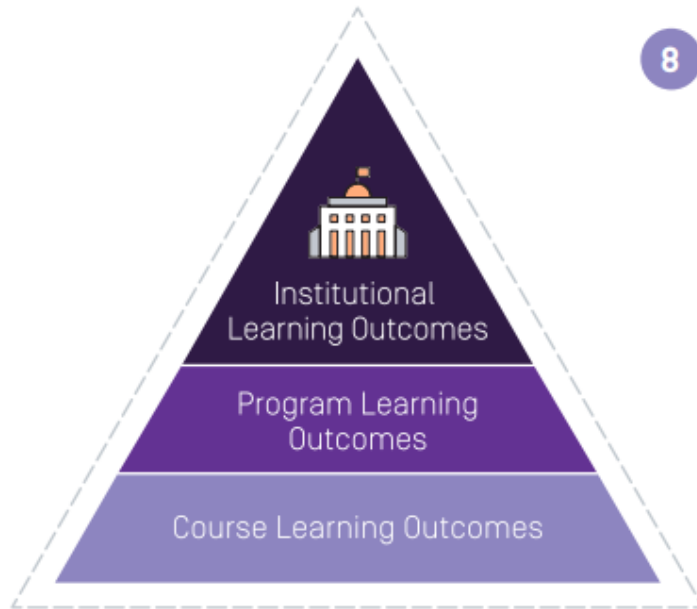 8
Institutional
Learning Outcomes
Program Learning
Outcomes
Course Learning Outcomes